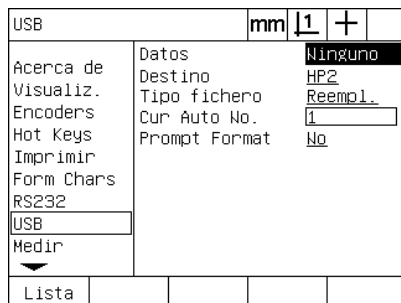 USB mm 1
Acerca de
Visualiz.
Encoders
Hot Keys
Imprimir
Form Chars
RS232
USB
Medir
Datos Ninguno
Destino HP2
Tipo fichero Reempl.
Cur Auto No. 1
Prompt Format No
Lista